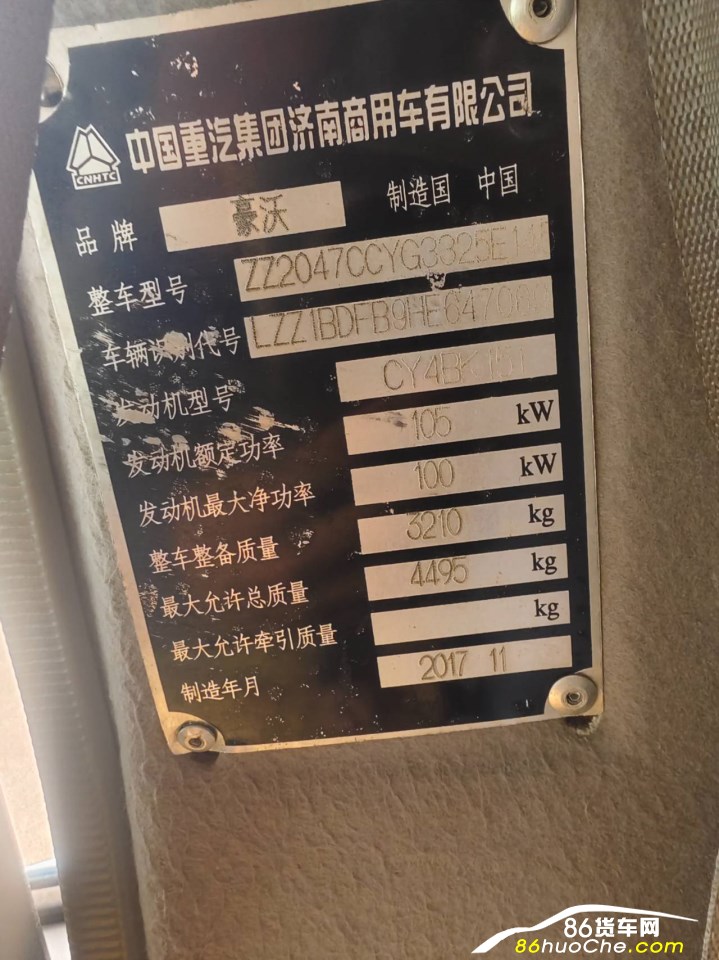 中国重汽集团济南商用车有限公司
CNHTC
品牌 豪沃 制造国 中国
整车型号
车辆识别代号
发动机型号
发动机额定功率 105 kW
发动机最大净功率 100 kW
整车整备质量 3210 kg
最大允许总质量 4495 kg
最大允许牵引质量 kg
制造年月 2017 11
86货车网
86huoChe.com